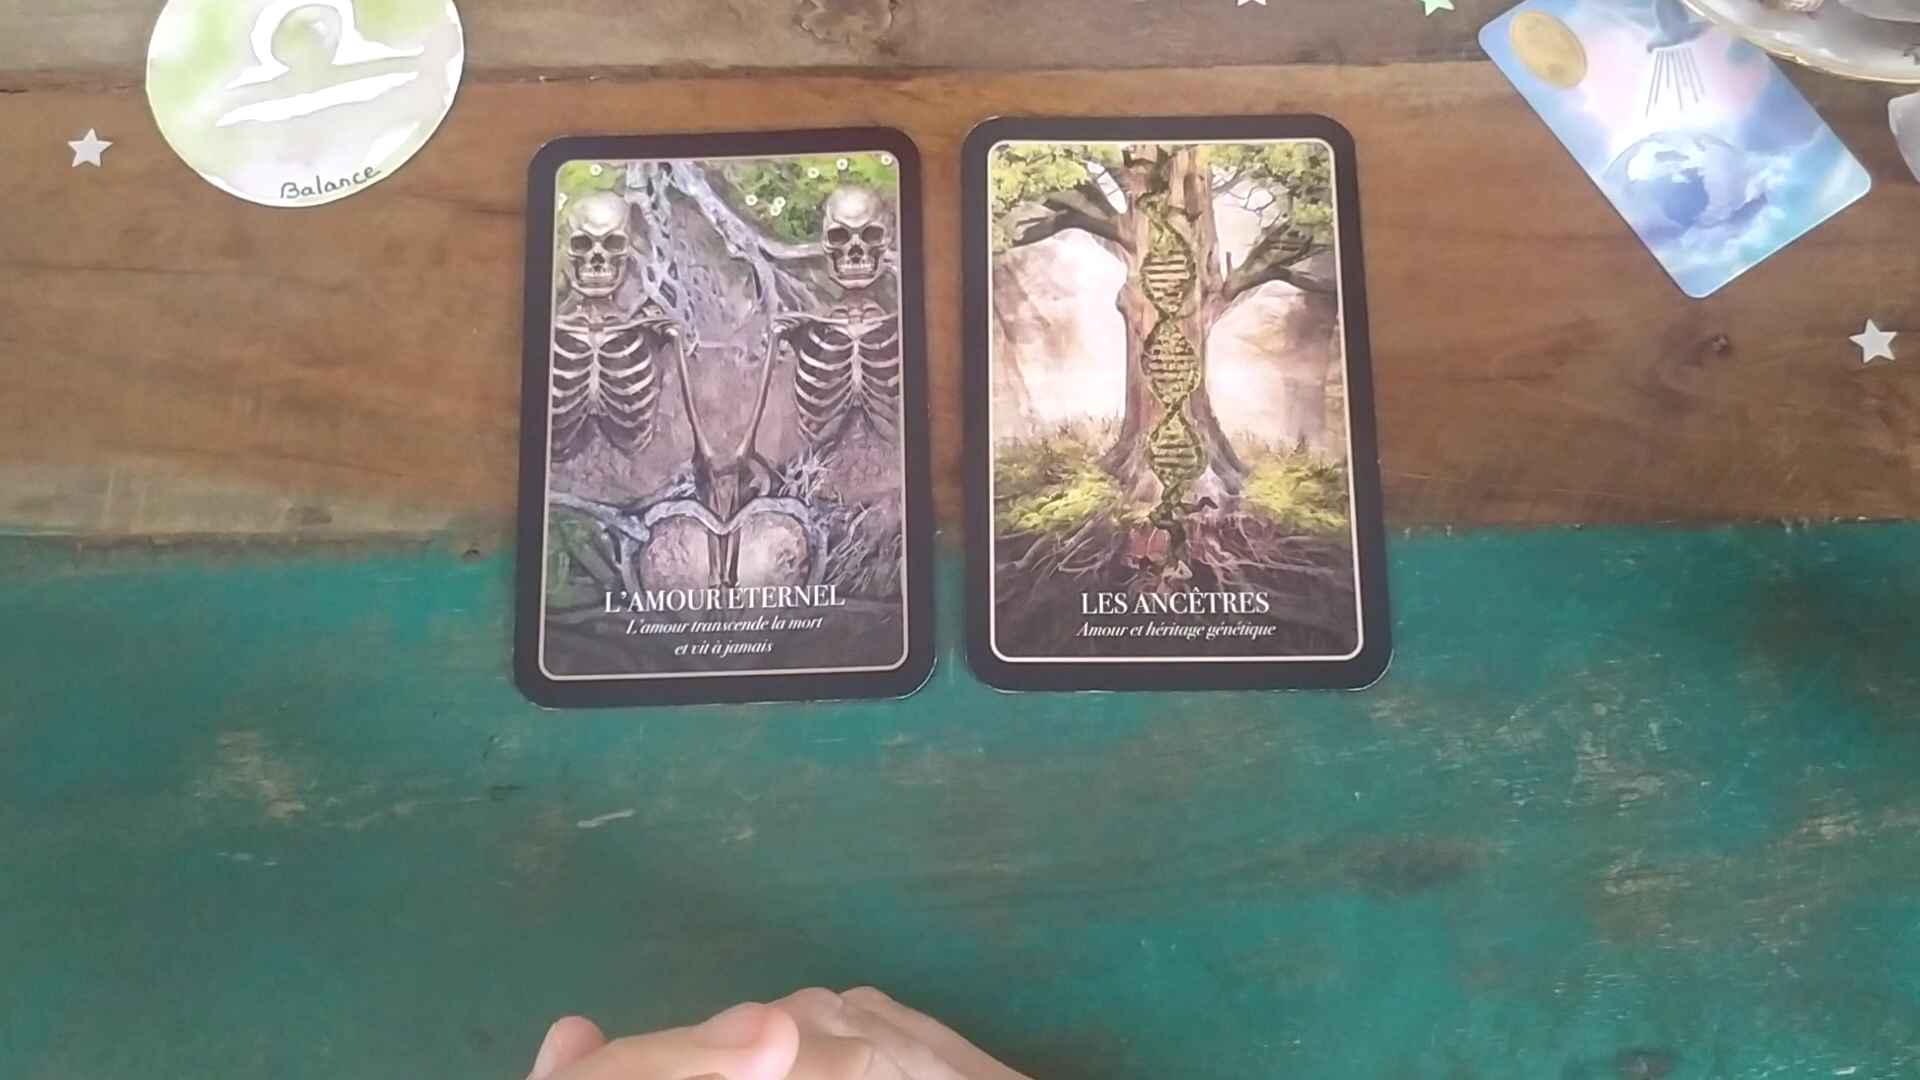 Balance
L'AMOUR ÉTERNEL
L'amour transcende la mort
et vit à jamais
LES ANCÊTRES
Amour et héritage génétique